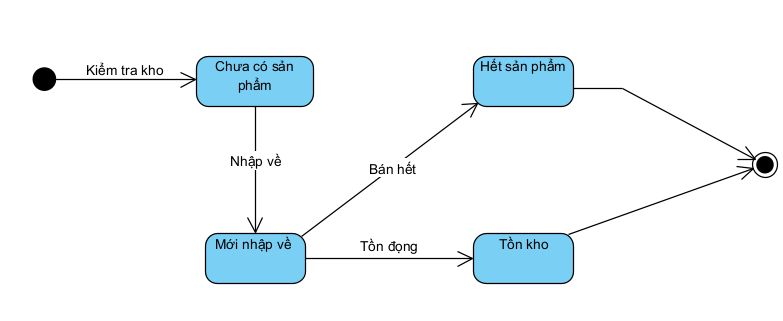 Kiểm tra kho
Chưa có sản
phẩm
Hết sản phẩm
Nhập về
Bán hết
Mới nhập về
Tồn đọng
Tồn kho